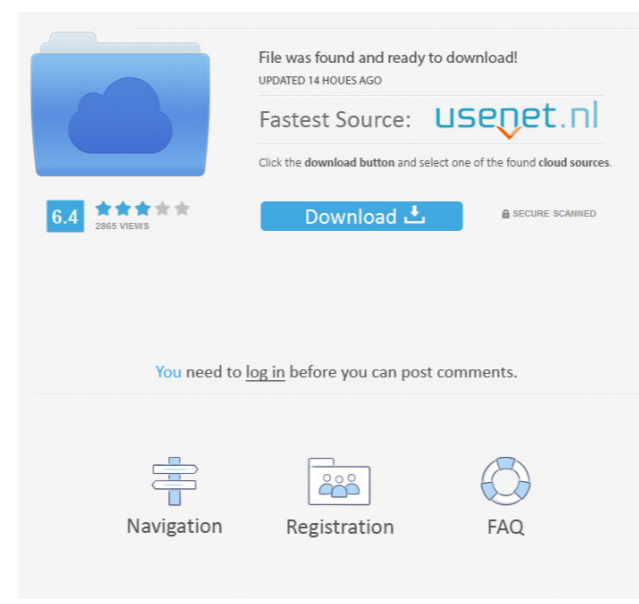 File was found and ready to download!
UPDATED 14 HOUES AGO
Fastest Source: usenet.nl
Click the download button and select one of the found cloud sources.
6.4
2865 VIEWS
Download
SECURE SCANNED
You need to log in before you can post comments.
Navigation
Registration
FAQ